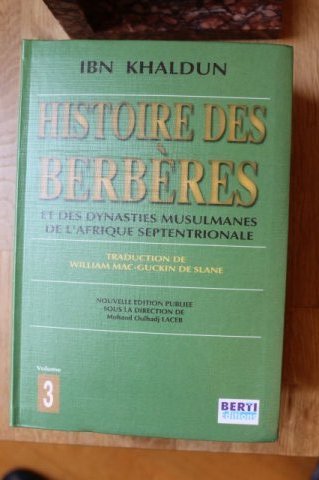 IBN KHALDUN
HISTOIRE DES
BERBÈRES
ET DES DYNASTIES MUSULMANES
DE L'AFRIQUE SEPTENTRIONALE
TRADUCTION DE
WILLIAM MAC-GUCKIN DE SLANE
NOUVELLE EDITION PUBLIEE
SOUS LA DIRECTION DE
Mohand Oulhadj LACEB
Volume
3
BERTI
Editions